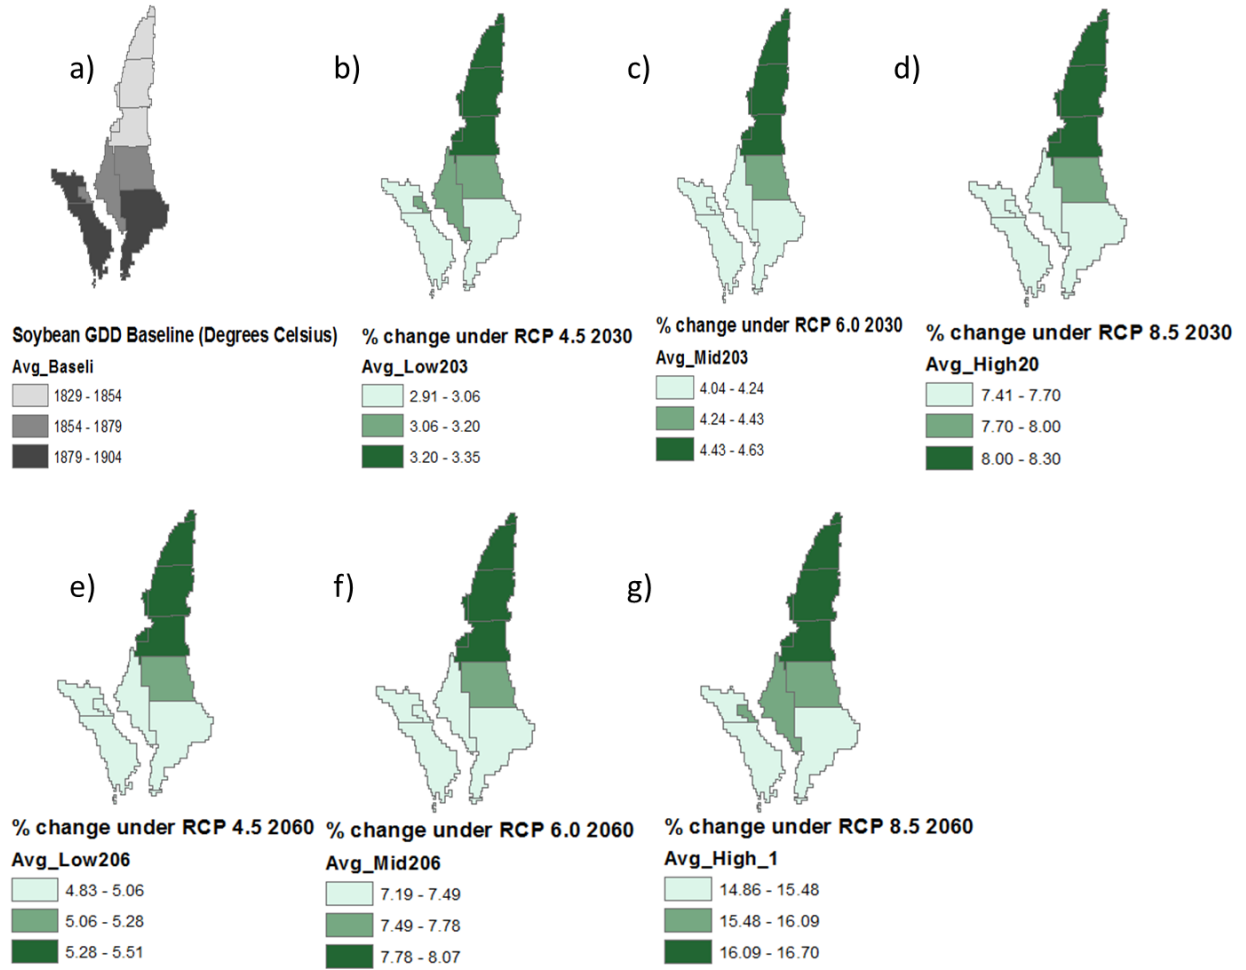 a)
b)
c)
d)
Soybean GDD Baseline (Degrees Celsius)
Avg_Baseli
1829 - 1854
1854 - 1879
1879 - 1904
% change under RCP 4.5 2030
Avg_Low203
2.91 - 3.06
3.06 - 3.20
3.20 - 3.35
% change under RCP 6.0 2030
Avg_Mid203
4.04 - 4.24
4.24 - 4.43
4.43 - 4.63
% change under RCP 8.5 2030
Avg_High20
7.41 - 7.70
7.70 - 8.00
8.00 - 8.30
e)
f)
g)
% change under RCP 4.5 2060
Avg_Low206
4.83 - 5.06
5.06 - 5.28
5.28 - 5.51
% change under RCP 6.0 2060
Avg_Mid206
7.19 - 7.49
7.49 - 7.78
7.78 - 8.07
% change under RCP 8.5 2060
Avg_High_1
14.86 - 15.48
15.48 - 16.09
16.09 - 16.70